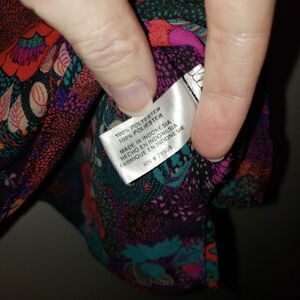 100% POLYESTER
100% POLYESTER
MADE IN INDONESIA
HECHO EN INDONESIA
FABRIQUE EN INDONESIE